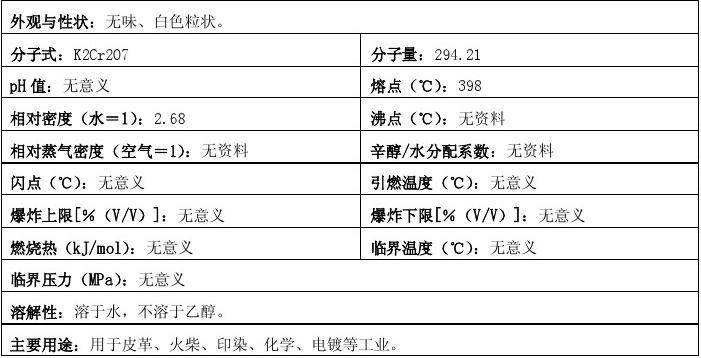 外观与性状：无味、白色粒状。
分子式：K2Cr2O7 分子量：294.21
pH 值：无意义 熔点（℃）：398
相对密度（水＝1）：2.68 沸点（℃）：无资料
相对蒸气密度（空气＝1）：无资料 辛醇/水分配系数：无资料
闪点（℃）：无意义 引燃温度（℃）：无意义
爆炸上限[％（V/V）]：无意义 爆炸下限[％（V/V）]：无意义
燃烧热（kJ/mol）：无意义 临界温度（℃）：无意义
临界压力（MPa）：无意义
溶解性：溶于水，不溶于乙醇。
主要用途：用于皮革、火柴、印染、化学、电镀等工业。